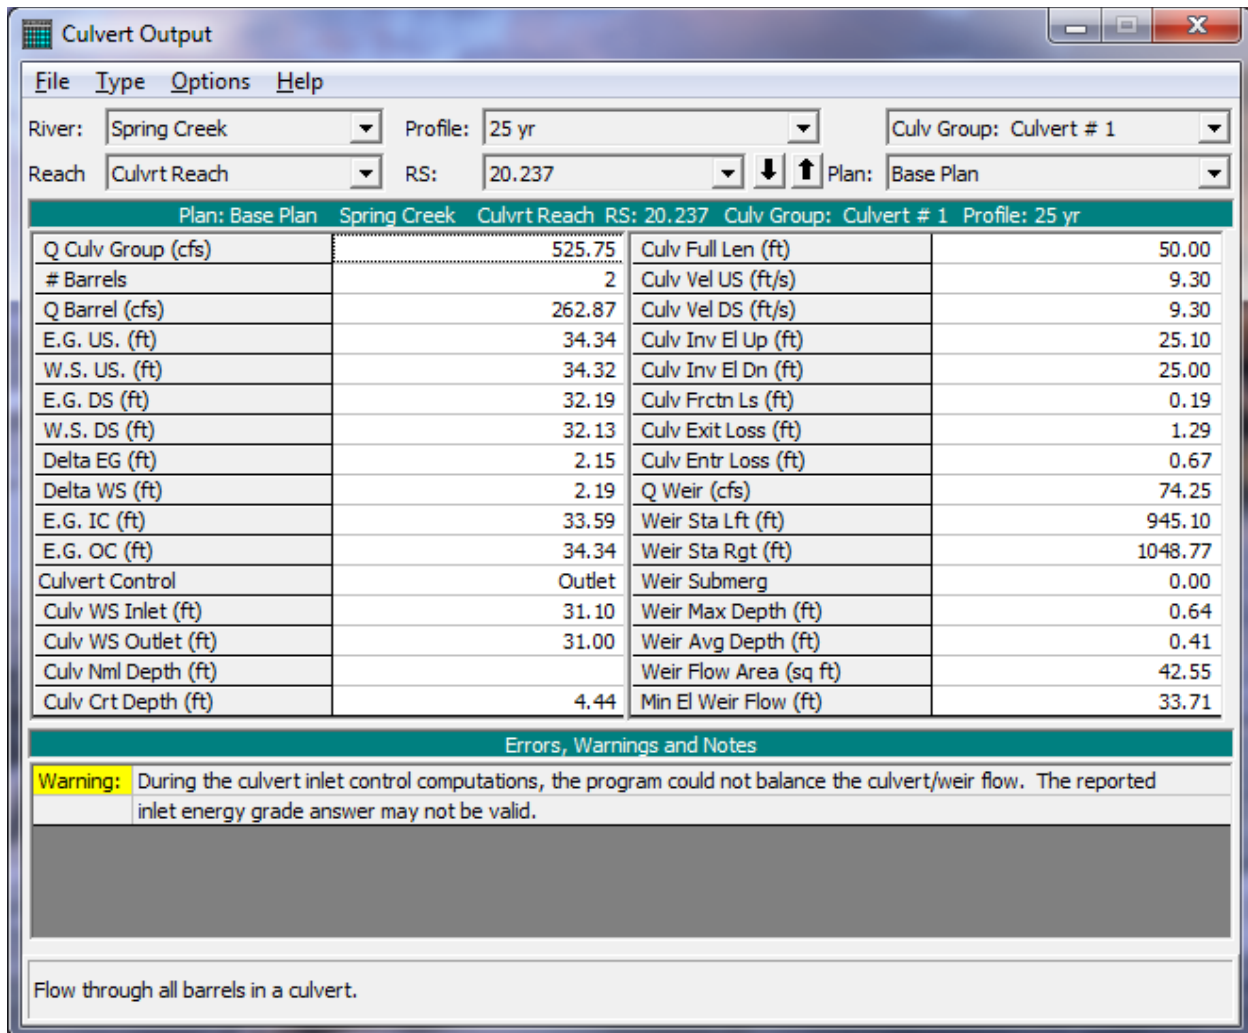 Culvert Output
File Type Options Help
River: Spring Creek Profile: 25 yr Culv Group: Culvert # 1
Reach Culvrt Reach RS: 20.237 Plan: Base Plan
Plan: Base Plan Spring Creek Culvrt Reach RS: 20.237 Culv Group: Culvert # 1 Profile: 25 yr
Q Culv Group (cfs) 525.75 Culv Full Len (ft) 50.00
# Barrels 2 Culv Vel US (ft/s) 9.30
Q Barrel (cfs) 262.87 Culv Vel DS (ft/s) 9.30
E.G. US. (ft) 34.34 Culv Inv El Up (ft) 25.10
W.S. US. (ft) 34.32 Culv Inv El Dn (ft) 25.00
E.G. DS (ft) 32.19 Culv Frctn Ls (ft) 0.19
W.S. DS (ft) 32.13 Culv Exit Loss (ft) 1.29
Delta EG (ft) 2.15 Culv Entr Loss (ft) 0.67
Delta WS (ft) 2.19 Q Weir (cfs) 74.25
E.G. IC (ft) 33.59 Weir Sta Lft (ft) 945.10
E.G. OC (ft) 34.34 Weir Sta Rgt (ft) 1048.77
Culvert Control Outlet Weir Submerg 0.00
Culv WS Inlet (ft) 31.10 Weir Max Depth (ft) 0.64
Culv WS Outlet (ft) 31.00 Weir Avg Depth (ft) 0.41
Culv Nml Depth (ft) Weir Flow Area (sq ft) 42.55
Culv Crt Depth (ft) 4.44 Min El Weir Flow (ft) 33.71
Errors, Warnings and Notes
Warning: During the culvert inlet control computations, the program could not balance the culvert/weir flow. The reported
inlet energy grade answer may not be valid.
Flow through all barrels in a culvert.